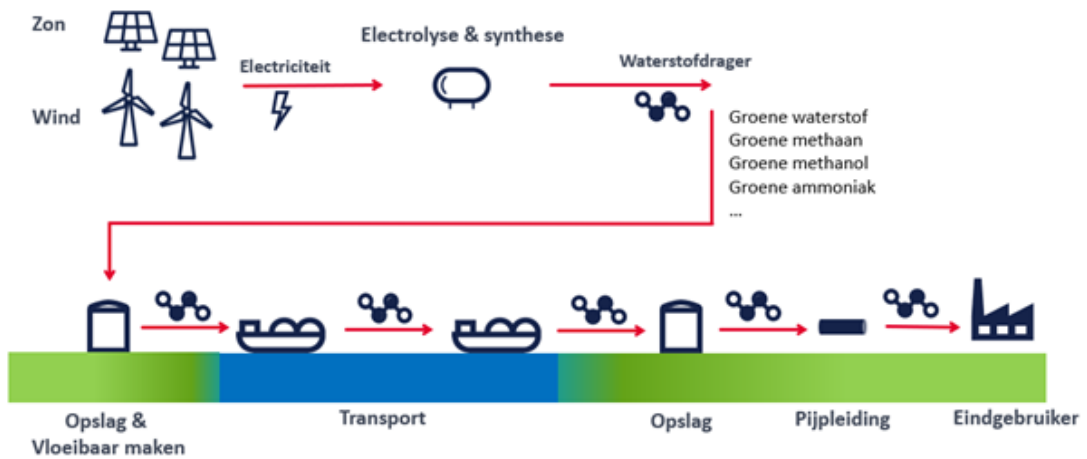 Zon
Electrolyse & synthese
Electriciteit
Waterstofdrager
Wind
Groene waterstof
Groene methaan
Groene methanol
Groene ammoniak
...
Opslag &
Vloeibaar maken
Transport
Opslag
Pijpleiding
Eindgebruiker